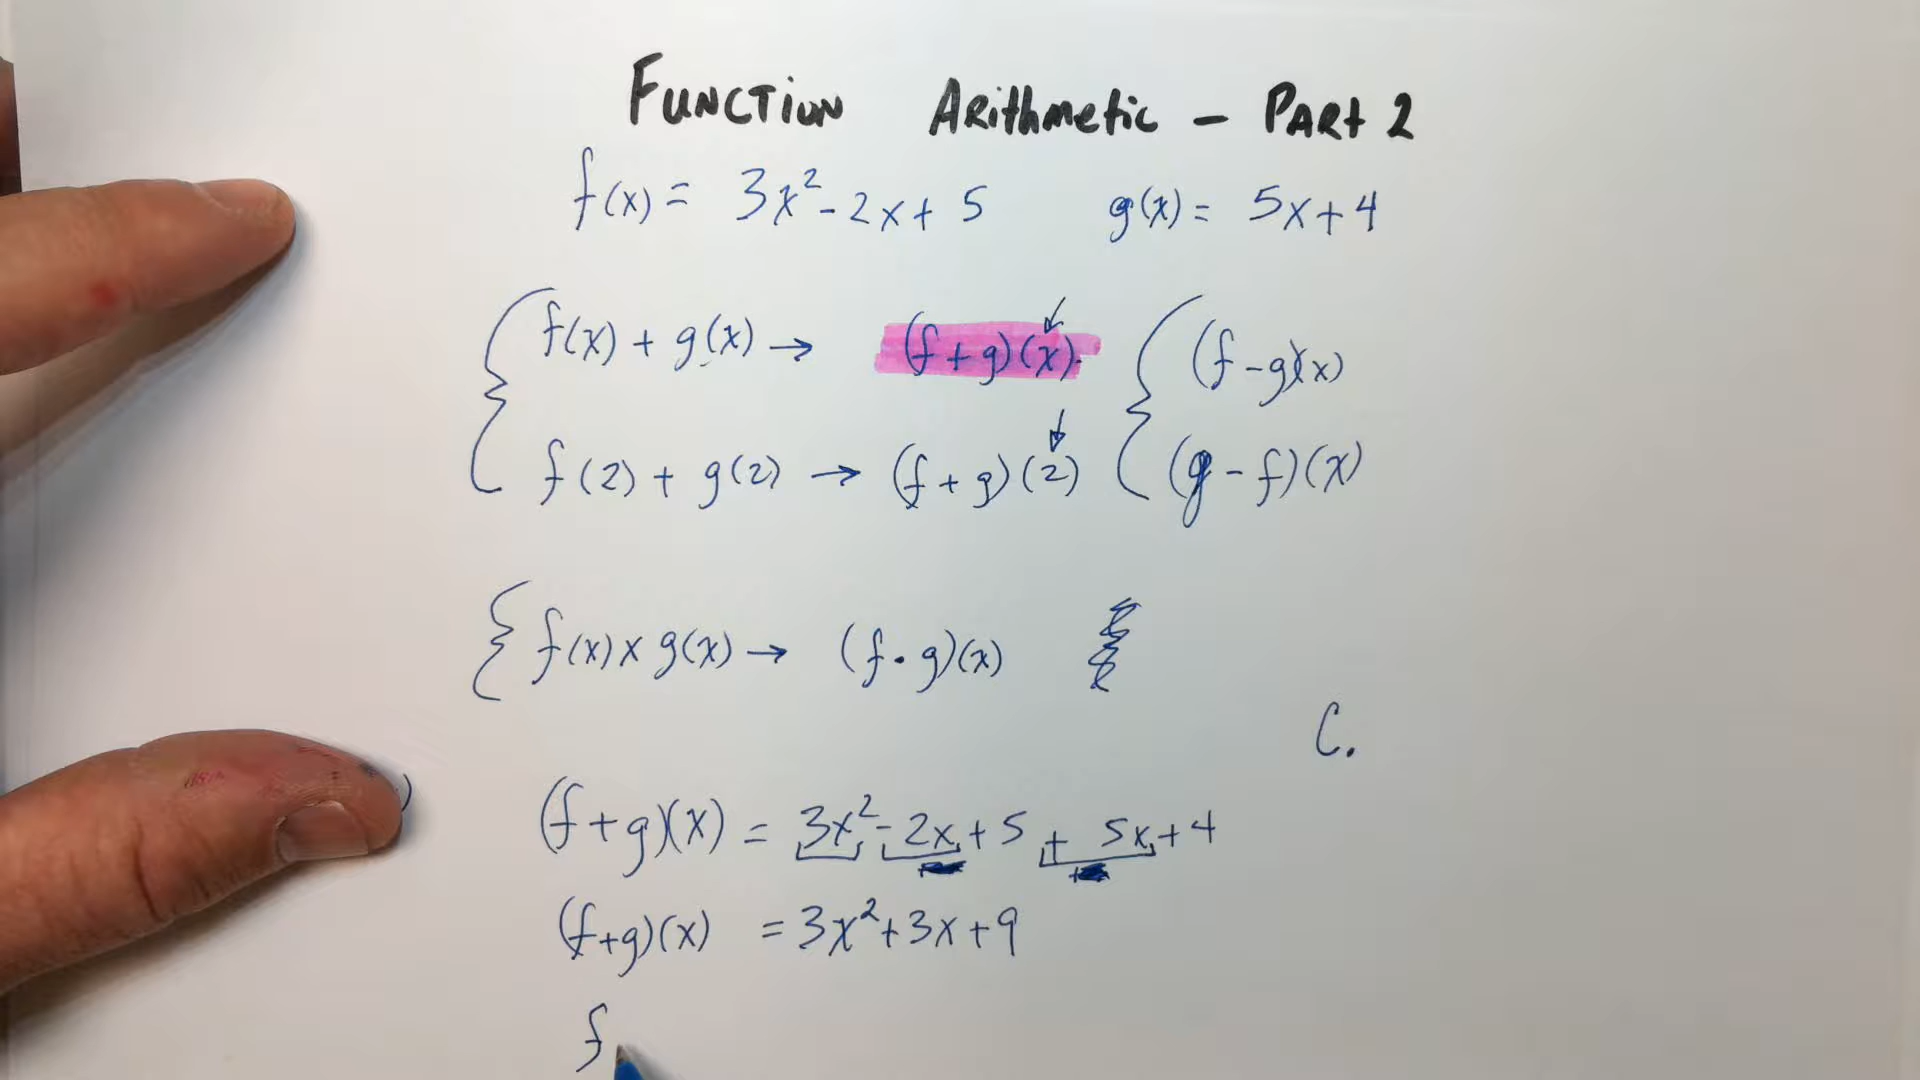 Function Arithmetic - Part 2
f(x) = 3x² - 2x + 5 g(x) = 5x + 4
f(x) + g(x) → (f + g)(x). (f - g)(x)
f(2) + g(2) → (f + g)(2) (g - f)(x)
f(x) x g(x) → (f · g)(x)
C.
(f + g)(x) = 3x² - 2x + 5 + 5x + 4
(f+g)(x) = 3x² + 3x + 9
f